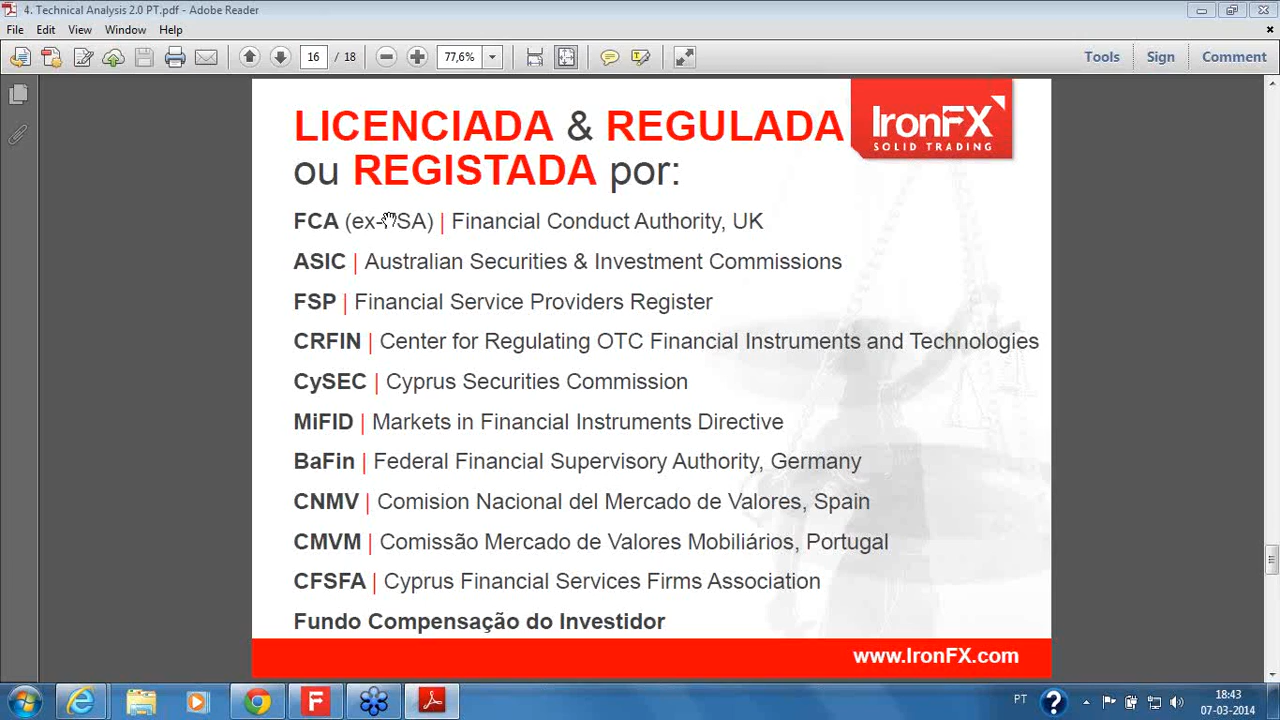 4. Technical Analysis 2.0 PT.pdf - Adobe Reader
File Edit View Window Help
16 / 18 77,6% Tools Sign Comment
LICENCIADA & REGULADA
ou REGISTADA por:
IronFX
SOLID TRADING
FCA (ex- SA) | Financial Conduct Authority, UK
ASIC | Australian Securities & Investment Commissions
FSP | Financial Service Providers Register
CRFIN | Center for Regulating OTC Financial Instruments and Technologies
CySEC | Cyprus Securities Commission
MiFID | Markets in Financial Instruments Directive
BaFin | Federal Financial Supervisory Authority, Germany
CNMV | Comision Nacional del Mercado de Valores, Spain
CMVM | Comissão Mercado de Valores Mobiliários, Portugal
CFSFA | Cyprus Financial Services Firms Association
Fundo Compensação do Investidor
www.IronFX.com
PT 18:43
07-03-2014